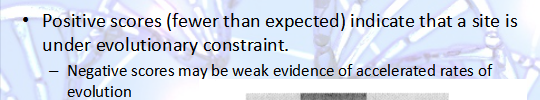 • Positive scores (fewer than expected) indicate that a site is
under evolutionary constraint.
– Negative scores may be weak evidence of accelerated rates of
evolution